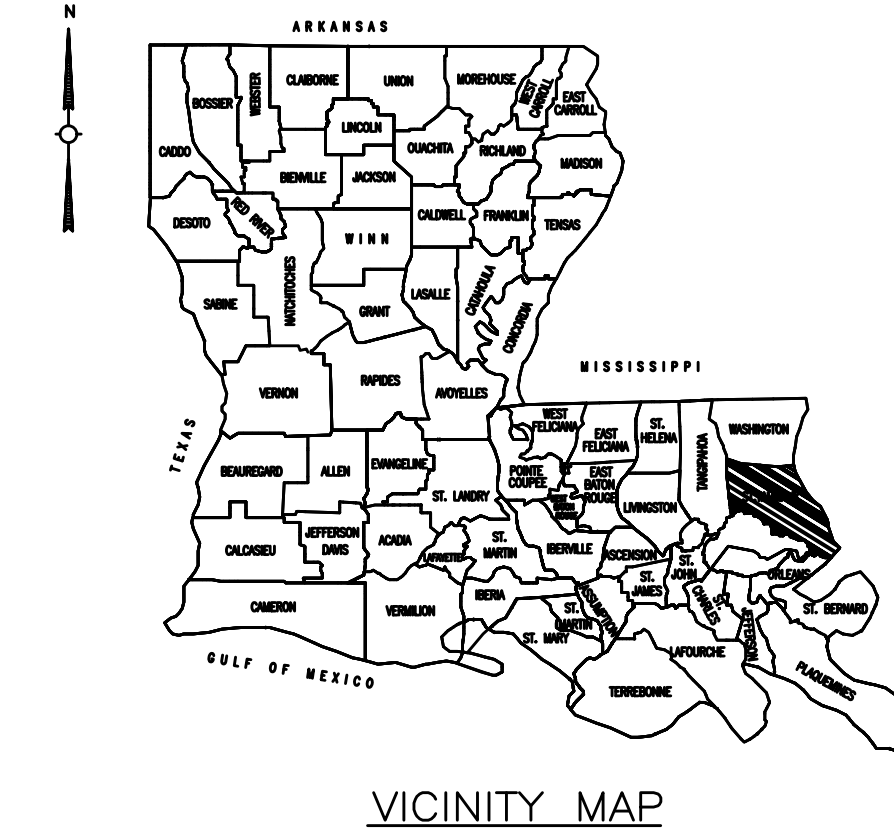 N
ARKANSAS
CADDO
BOSSIER
WEBSTER
CLAIBORNE
UNION
MOREHOUSE
WEST
CARROLL
EAST
CARROLL
LINCOLN
OUACHITA
RICHLAND
MADISON
BIENVILLE
JACKSON
DESOTO
RED RIVER
WINN
CALDWELL
FRANKLIN
TENSAS
SABINE
NATCHITOCHES
GRANT
LASALLE
CATAHOULA
CONCORDIA
MISSISSIPPI
VERNON
RAPIDES
AVOYELLES
TEXAS
WEST
FELICIANA
EAST
FELICIANA
ST.
HELENA
TANGIPAHOA
WASHINGTON
BEAUREGARD
ALLEN
EVANGELINE
ST. LANDRY
POINTE
COUPEE
EAST
BATON
ROUGE
LIVINGSTON
CALCASIEU
JEFFERSON
DAVIS
ACADIA
LAFAYETTE
ST.
MARTIN
IBERVILLE
ASCENSION
ST.
JOHN
ORLEANS
CAMERON
VERMILION
IBERIA
ST.
MARTIN
ST. MARY
ASSUMPTION
ST.
JAMES
ST.
CHARLES
JEFFERSON
ST. BERNARD
LAFOURCHE
TERREBONNE
PLAQUEMINES
GULF OF MEXICO
VICINITY MAP